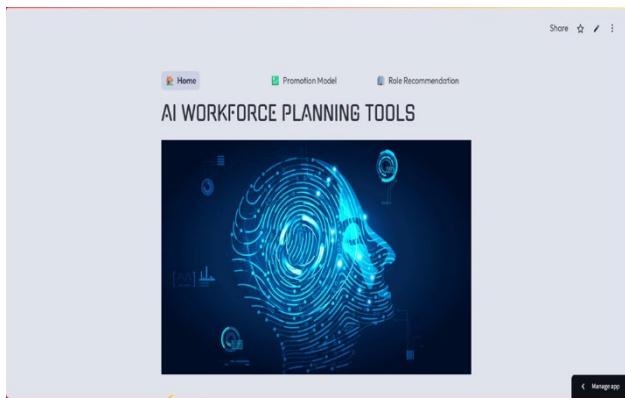 Share
Home Promotion Model Role Recommendation
AI WORKFORCE PLANNING TOOLS
Manage app